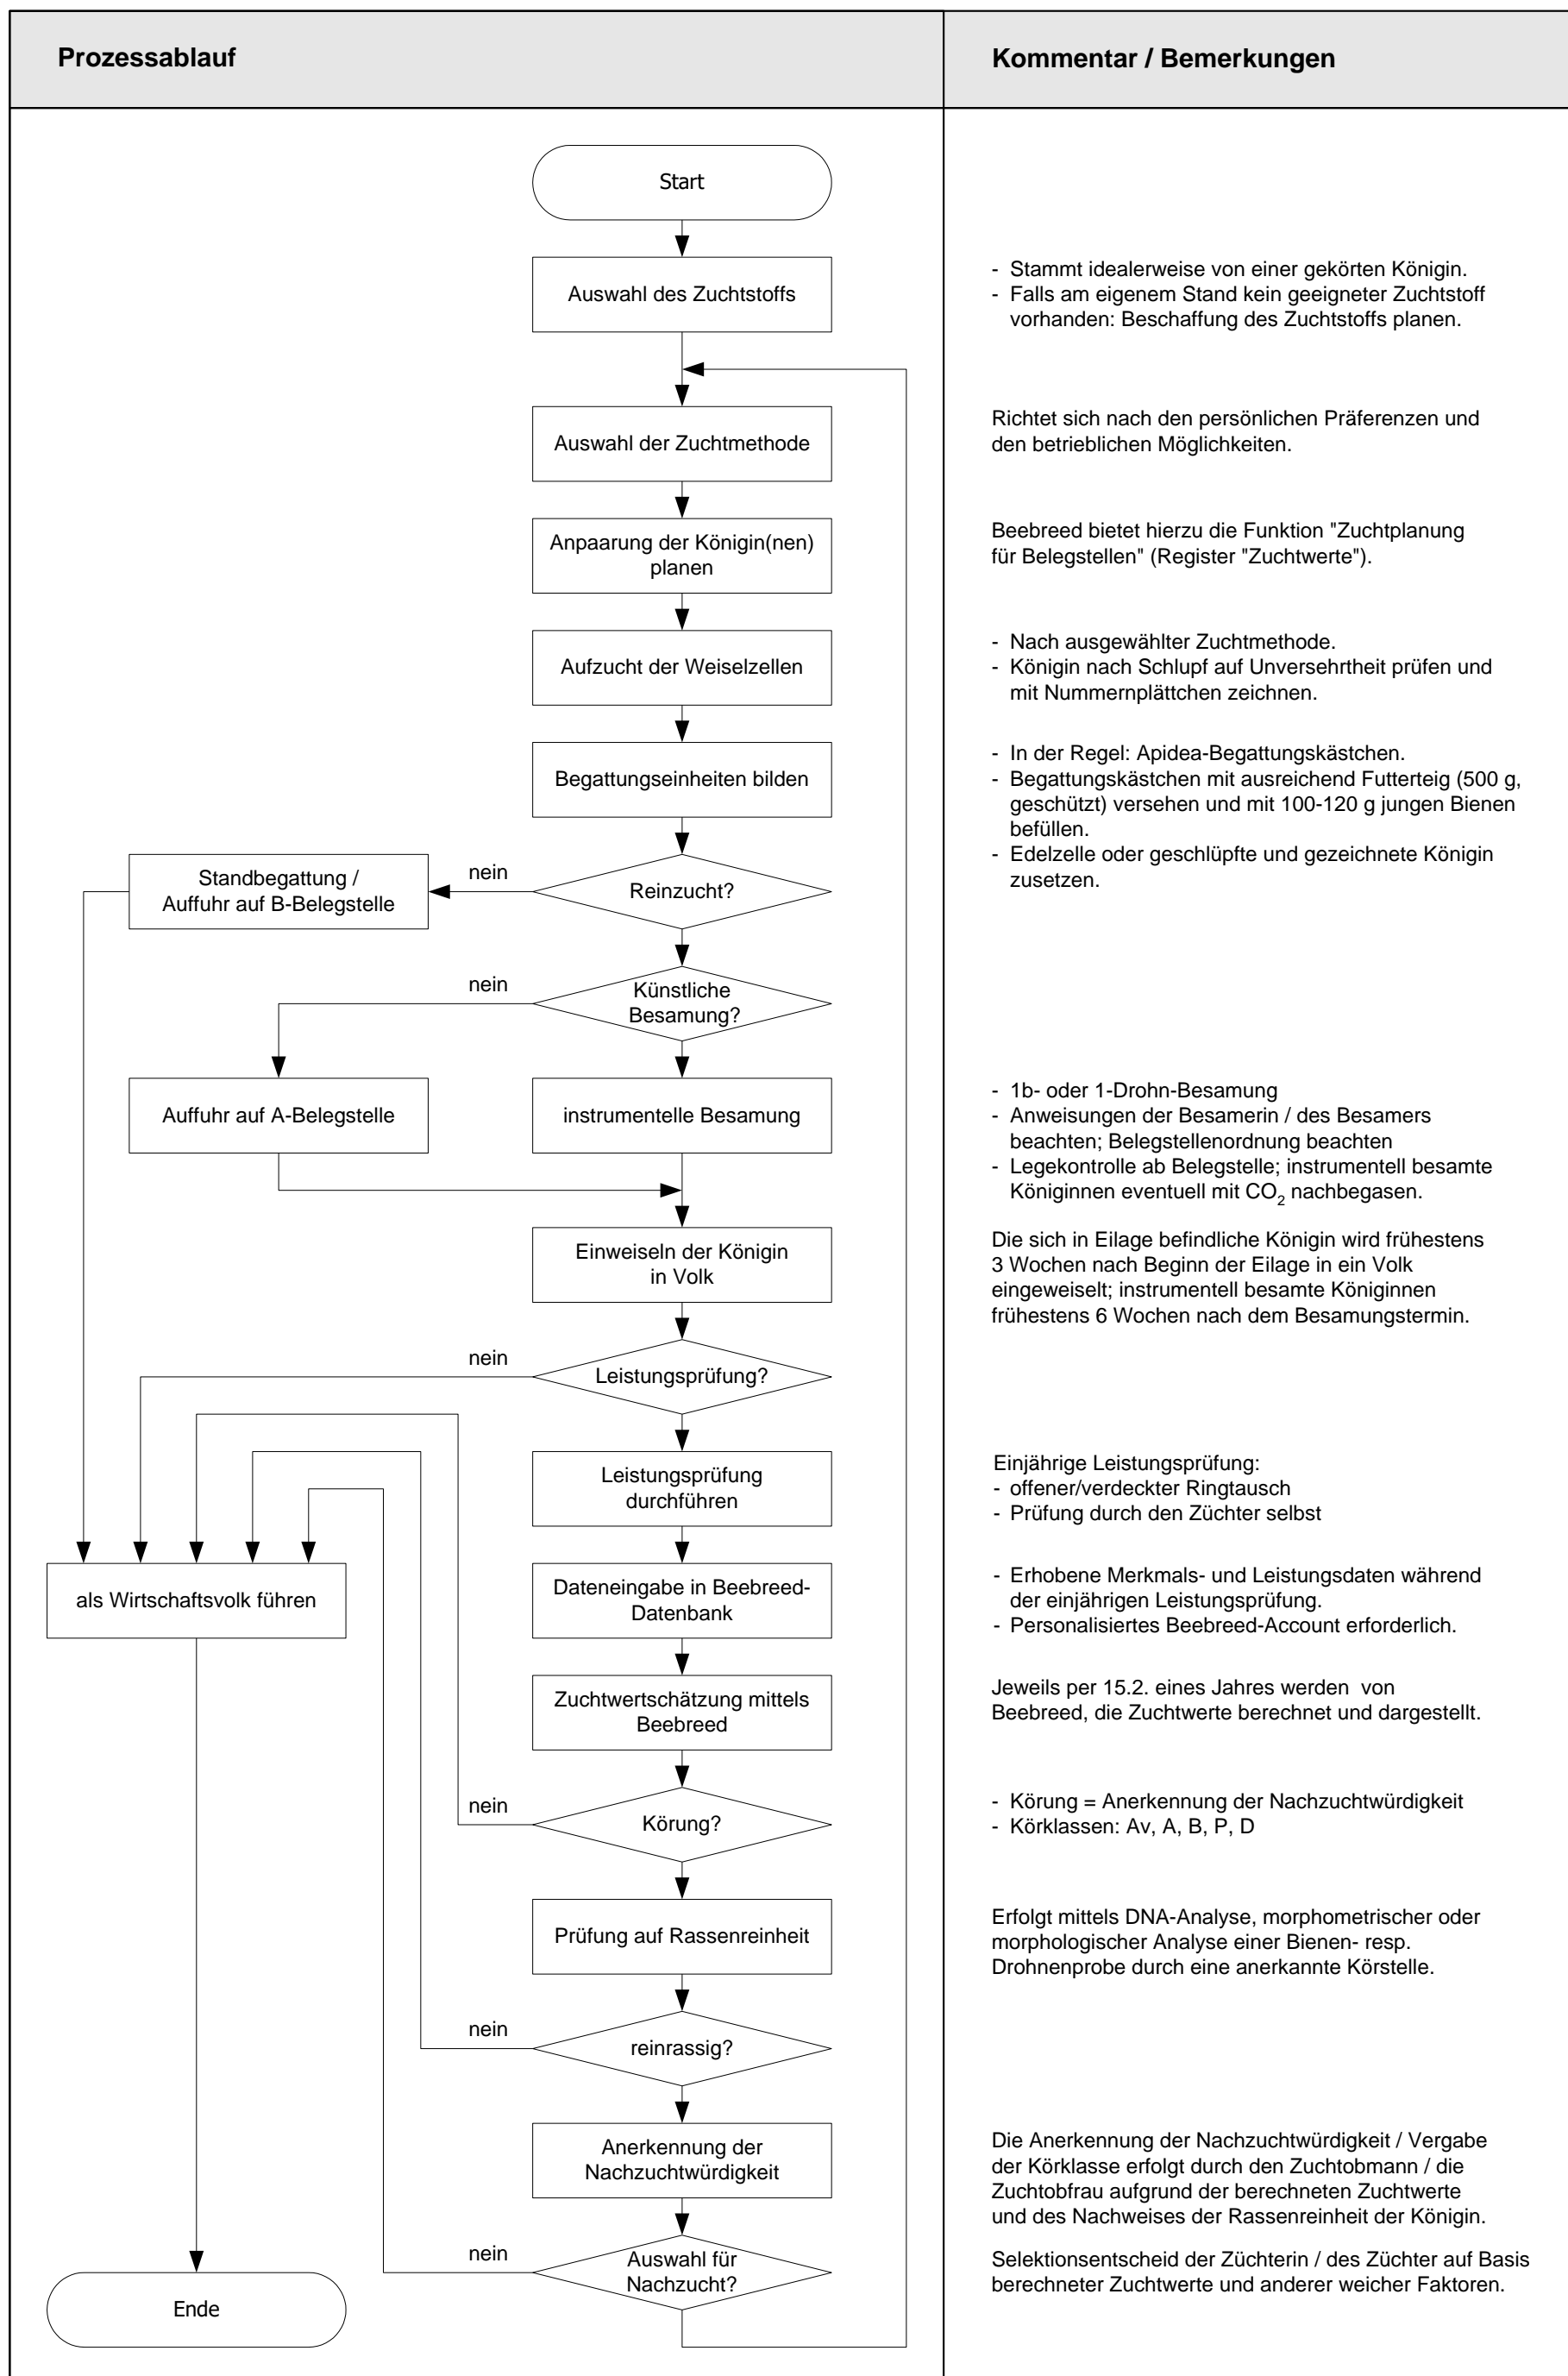 Prozessablauf
Kommentar / Bemerkungen
Start
Auswahl des Zuchtstoffs
- Stammt idealerweise von einer gekörten Königin.
- Falls am eigenem Stand kein geeigneter Zuchtstoff
vorhanden: Beschaffung des Zuchtstoffs planen.
Auswahl der Zuchtmethode
Richtet sich nach den persönlichen Präferenzen und
den betrieblichen Möglichkeiten.
Anpaarung der Königin(nen)
planen
Beebreed bietet hierzu die Funktion "Zuchtplanung
für Belegstellen" (Register "Zuchtwerte").
Aufzucht der Weiselzellen
- Nach ausgewählter Zuchtmethode.
- Königin nach Schlupf auf Unversehrtheit prüfen und
mit Nummernplättchen zeichnen.
Begattungseinheiten bilden
- In der Regel: Apidea-Begattungskästchen.
- Begattungskästchen mit ausreichend Futterteig (500 g,
geschützt) versehen und mit 100-120 g jungen Bienen
befüllen.
- Edelzelle oder geschlüpfte und gezeichnete Königin
zusetzen.
Standbegattung /
Auffuhr auf B-Belegstelle
nein
Reinzucht?
nein
Künstliche
Besamung?
Auffuhr auf A-Belegstelle
instrumentelle Besamung
- 1b- oder 1-Drohn-Besamung
- Anweisungen der Besamerin / des Besamers
beachten; Belegstellenordnung beachten
- Legekontrolle ab Belegstelle; instrumentell besamte
Königinnen eventuell mit CO2 nachbegasen.
Einweiseln der Königin
in Volk
Die sich in Eilage befindliche Königin wird frühestens
3 Wochen nach Beginn der Eilage in ein Volk
eingeweiselt; instrumentell besamte Königinnen
frühestens 6 Wochen nach dem Besamungstermin.
nein
Leistungsprüfung?
Leistungsprüfung
durchführen
Einjährige Leistungsprüfung:
- offener/verdeckter Ringtausch
- Prüfung durch den Züchter selbst
als Wirtschaftsvolk führen
Dateneingabe in Beebreed-
Datenbank
- Erhobene Merkmals- und Leistungsdaten während
der einjährigen Leistungsprüfung.
- Personalisiertes Beebreed-Account erforderlich.
Zuchtwertschätzung mittels
Beebreed
Jeweils per 15.2. eines Jahres werden  von
Beebreed, die Zuchtwerte berechnet und dargestellt.
nein
Körung?
- Körung = Anerkennung der Nachzuchtwürdigkeit
- Körklassen: Av, A, B, P, D
Prüfung auf Rassenreinheit
Erfolgt mittels DNA-Analyse, morphometrischer oder
morphologischer Analyse einer Bienen- resp.
Drohnenprobe durch eine anerkannte Körstelle.
nein
reinrassig?
Anerkennung der
Nachzuchtwürdigkeit
Die Anerkennung der Nachzuchtwürdigkeit / Vergabe
der Körklasse erfolgt durch den Zuchtobmann / die
Zuchtobfrau aufgrund der berechneten Zuchtwerte
und des Nachweises der Rassenreinheit der Königin.
nein
Auswahl für
Nachzucht?
Selektionsentscheid der Züchterin / des Züchter auf Basis
berechneter Zuchtwerte und anderer weicher Faktoren.
Ende